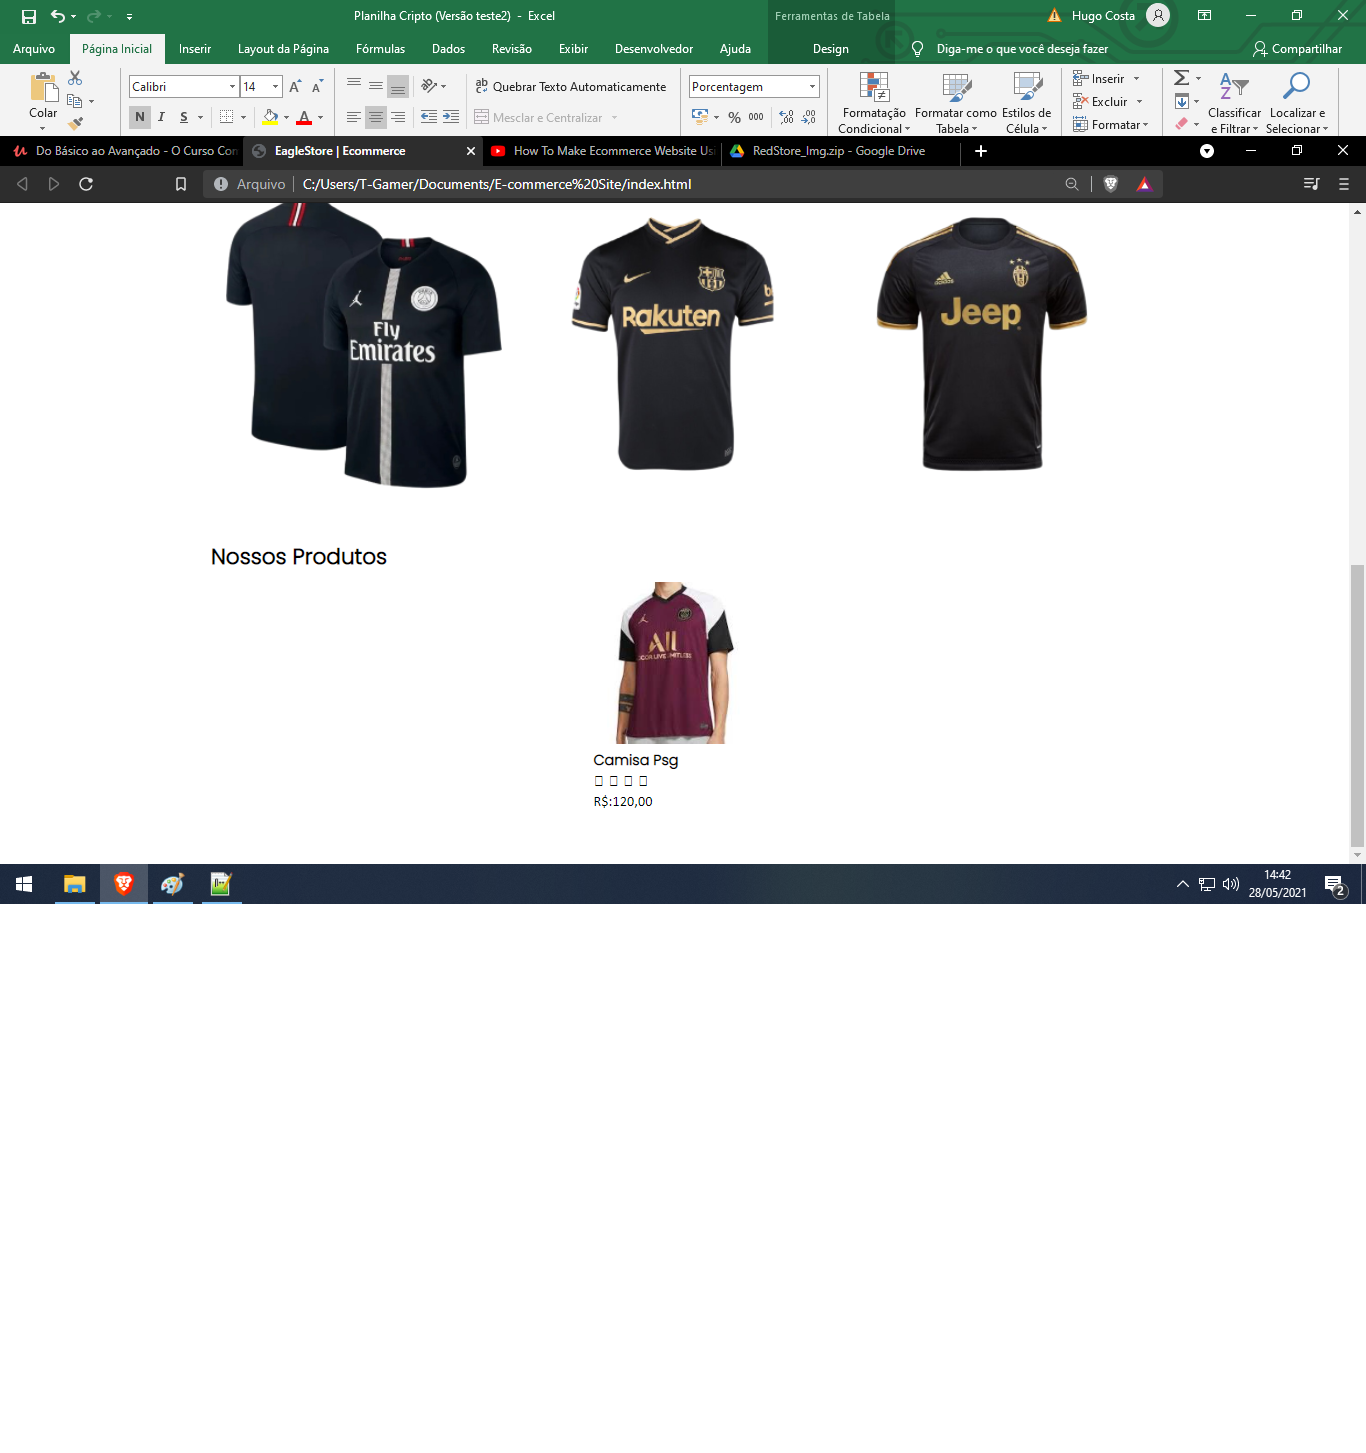 Planilha Cripto (Versão teste2) - Excel
Ferramentas de Tabela
Hugo Costa
Arquivo Página Inicial Inserir Layout da Página Fórmulas Dados Revisão Exibir Desenvolvedor Ajuda Design Diga-me o que você deseja fazer Compartilhar
Colar
Calibri 14
N I S
Quebrar Texto Automaticamente
Mesclar e Centralizar
Porcentagem
% 000
Formatação
Condicional
Formatar como
Tabela
Estilos de
Célula
Inserir
Excluir
Formatar
Classificar
e Filtrar
Localizar e
Selecionar
Do Básico ao Avançado - O Curso Com
EagleStore | Ecommerce
How To Make Ecommerce Website Usi
RedStore_Img.zip - Google Drive
Arquivo C:/Users/T-Gamer/Documents/E-commerce%20Site/index.html
Fly
Emirates
Rakuten
adidas
Jeep
Nossos Produtos
All
Camisa Psg
R$:120,00
14:42
28/05/2021
2